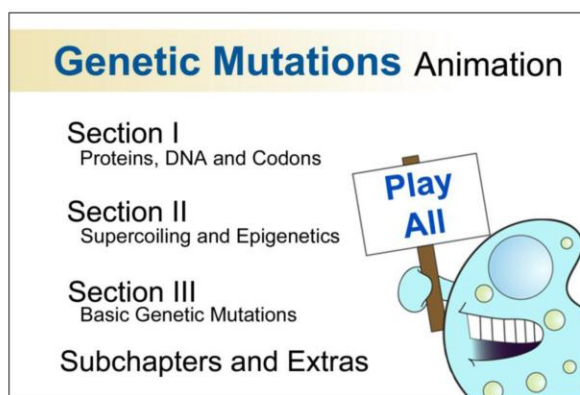 Genetic Mutations Animation
Section I
Proteins, DNA and Codons
Section II
Supercoiling and Epigenetics
Section III
Basic Genetic Mutations
Subchapters and Extras
Play
All